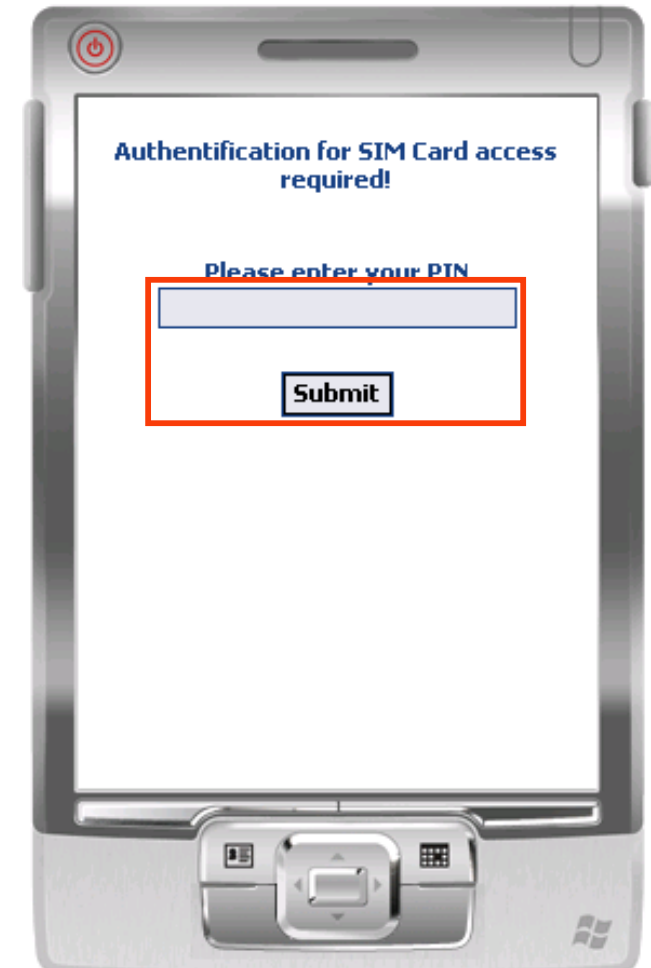 Authentification for SIM Card access
required!
Please enter your PIN
Submit